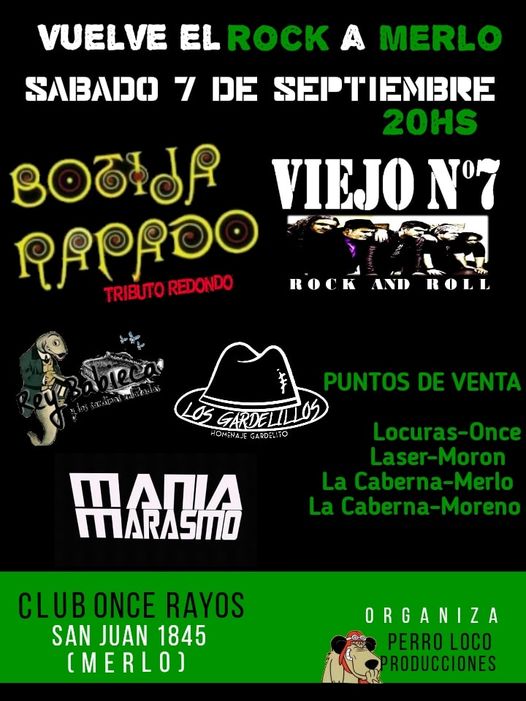 VUELVE EL ROCK A MERLO
SABADO 7 DE SEPTIEMBRE
20HS
BOTIJA
RAPADO
TRIBUTO REDONDO
VIEJO Nº7
ROCK AND ROLL
Rey Babieca
LOS GARDELILLOS
HOMENAJE GARDELITO
MANIA
MARASMO
PUNTOS DE VENTA
Locuras-Once
Laser-Moron
La Caberna-Merlo
La Caberna-Moreno
CLUB ONCE RAYOS
SAN JUAN 1845
(MERLO)
ORGANIZA
PERRO LOCO
PRODUCCIONES